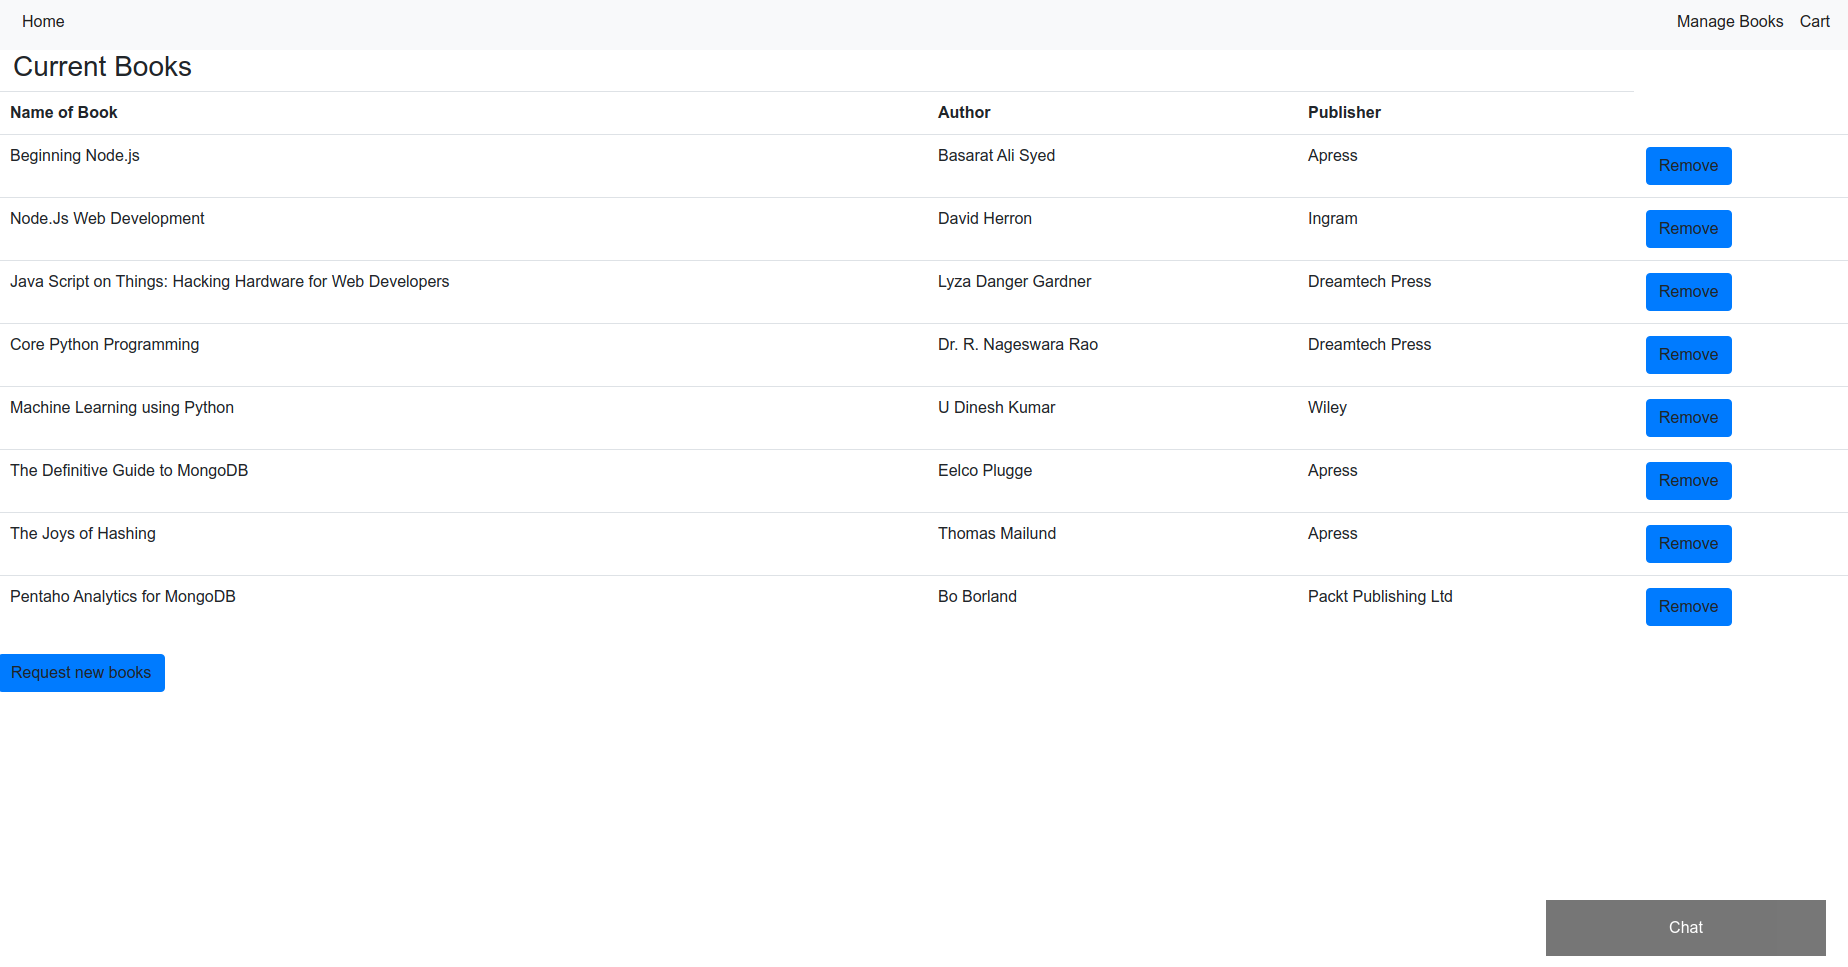 Home Manage Books Cart
Current Books
Name of Book Author Publisher
Beginning Node.js Basarat Ali Syed Apress Remove
Node.Js Web Development David Herron Ingram Remove
Java Script on Things: Hacking Hardware for Web Developers Lyza Danger Gardner Dreamtech Press Remove
Core Python Programming Dr. R. Nageswara Rao Dreamtech Press Remove
Machine Learning using Python U Dinesh Kumar Wiley Remove
The Definitive Guide to MongoDB Eelco Plugge Apress Remove
The Joys of Hashing Thomas Mailund Apress Remove
Pentaho Analytics for MongoDB Bo Borland Packt Publishing Ltd Remove
Request new books
Chat